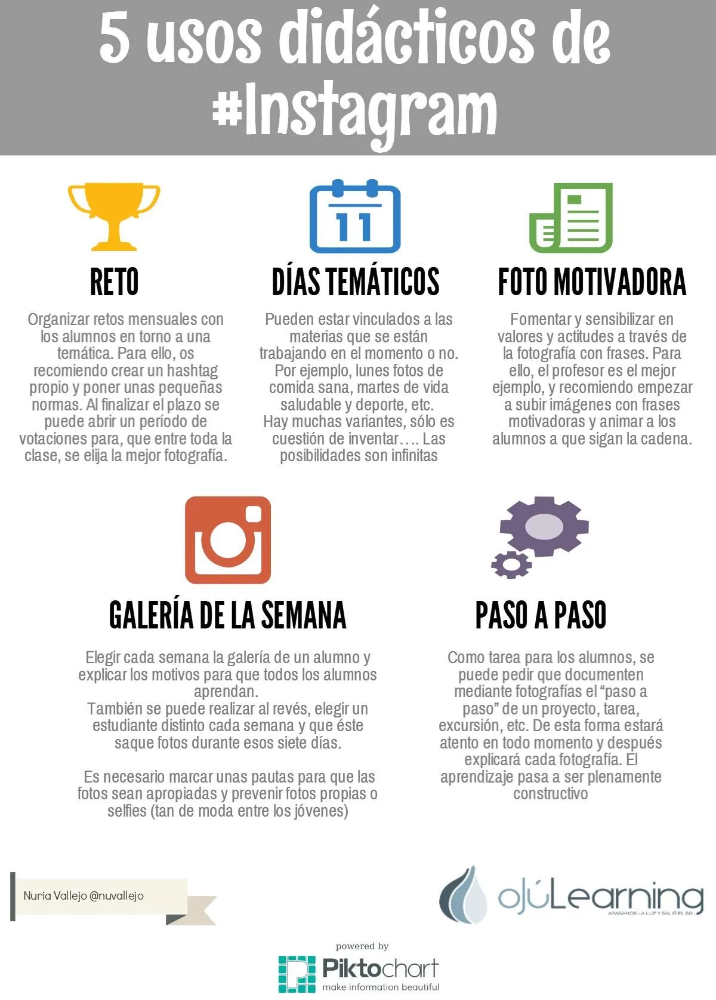 5 usos didácticos de
#Instagram
11
RETO
Organizar retos mensuales con
los alumnos en torno a una
temática. Para ello, os
recomiendo crear un hashtag
propio y poner unas pequeñas
normas. Al finalizar el plazo se
puede abrir un período de
votaciones para, que entre toda la
clase, se elija la mejor fotografía.
DÍAS TEMÁTICOS
Pueden estar vinculados a las
materias que se están
trabajando en el momento o no.
Por ejemplo, lunes fotos de
comida sana, martes de vida
saludable y deporte, etc.
Hay muchas variantes, sólo es
cuestión de inventar.... Las
posibilidades son infinitas
FOTO MOTIVADORA
Fomentar y sensibilizar en
valores y actitudes a través de
la fotografía con frases. Para
ello, el profesor es el mejor
ejemplo, y recomiendo empezar
a subir imágenes con frases
motivadoras y animar a los
alumnos a que sigan la cadena.
GALERÍA DE LA SEMANA
Elegir cada semana la galería de un alumno y
explicar los motivos para que todos los alumnos
aprendan.
También se puede realizar al revés, elegir un
estudiante distinto cada semana y que éste
saque fotos durante esos siete días.
Es necesario marcar unas pautas para que las
fotos sean apropiadas y prevenir fotos propias o
selfies (tan de moda entre los jóvenes)
PASO A PASO
Como tarea para los alumnos, se
puede pedir que documenten
mediante fotografías el “paso a
paso” de un proyecto, tarea,
excursión, etc. De esta forma estará
atento en todo momento y después
explicará cada fotografía. El
aprendizaje pasa a ser plenamente
constructivo
Nuria Vallejo @nuvallejo
ojúLearning
APAGAMOS LA LUZ Y SALIÓ EL SOL
powered by
Piktochart
make information beautiful